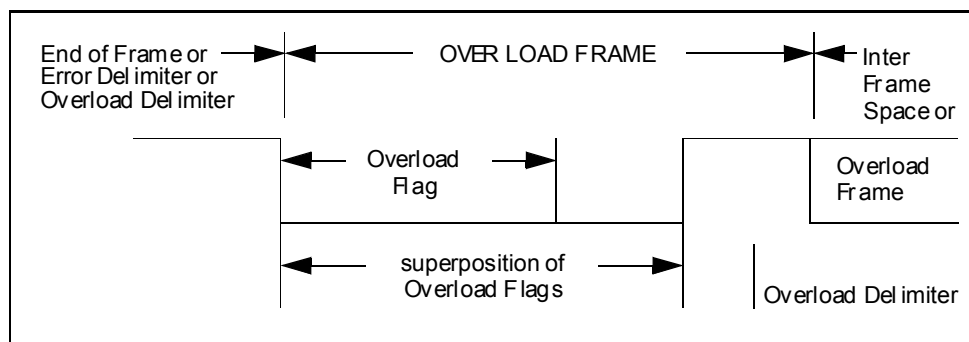 End of Frame or
Error Delimiter or
Overload Delimiter
OVER LOAD FRAME
Inter
Frame
Space or
Overload
Flag
Overload
Frame
superposition of
Overload Flags
Overload Delimiter